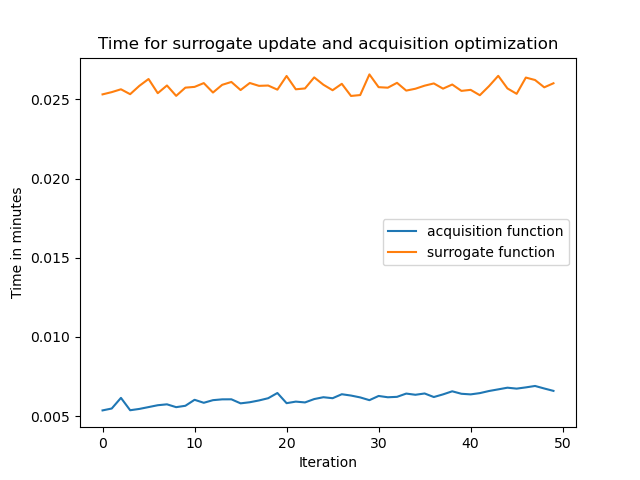 Time for surrogate update and acquisition optimization
0.025
0.020
0.015
0.010
0.005
Time in minutes
acquisition function
surrogate function
0 10 20 30 40 50
Iteration